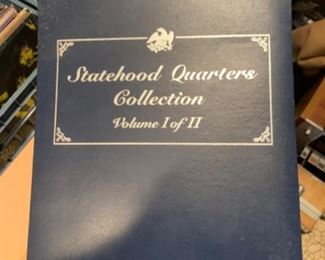 Statehood Quarters
Collection
Volume I of II